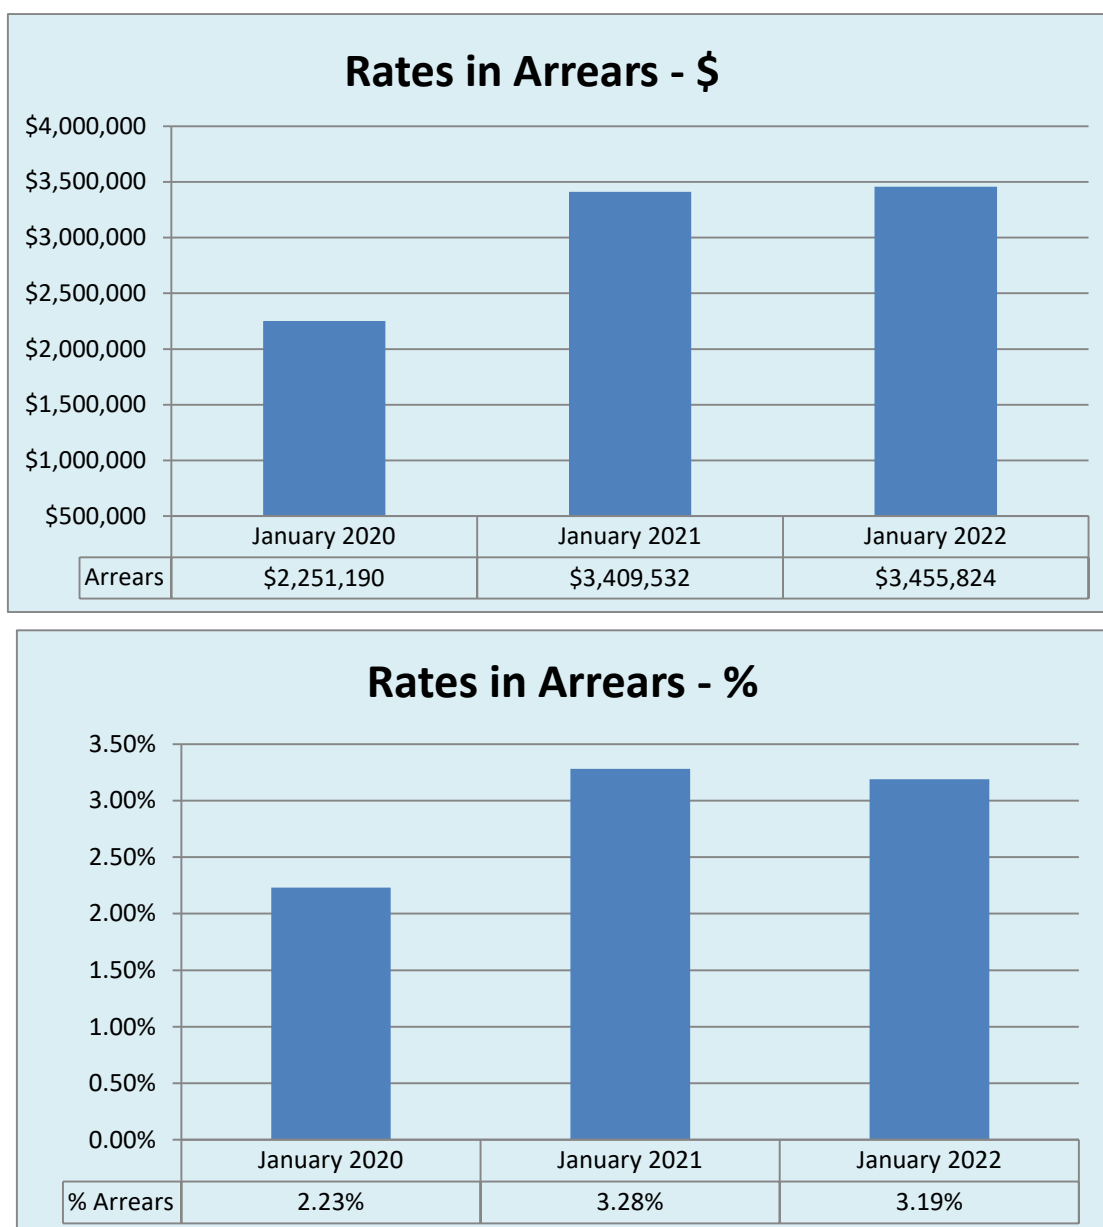 Rates in Arrears - $
$4,000,000
$3,500,000
$3,000,000
$2,500,000
$2,000,000
$1,500,000
$1,000,000
$500,000
January 2020 January 2021 January 2022
Arrears $2,251,190 $3,409,532 $3,455,824
Rates in Arrears - %
3.50%
3.00%
2.50%
2.00%
1.50%
1.00%
0.50%
0.00%
January 2020 January 2021 January 2022
% Arrears 2.23% 3.28% 3.19%